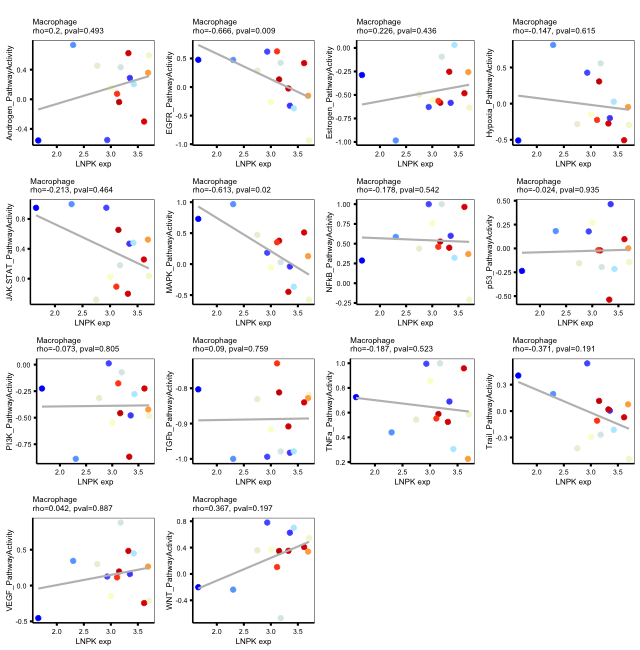 Macrophage
rho=0.2, pval=0.493
Androgen_PathwayActivity
0.4
0.0
-0.4
2.0 2.5 3.0 3.5
LNPK exp
Macrophage
rho=-0.666, pval=0.009
EGFR_PathwayActivity
0.5
0.0
-0.5
-1.0
2.0 2.5 3.0 3.5
LNPK exp
Macrophage
rho=0.226, pval=0.436
Estrogen_PathwayActivity
0.00
-0.25
-0.50
-0.75
-1.00
2.0 2.5 3.0 3.5
LNPK exp
Macrophage
rho=-0.147, pval=0.615
Hypoxia_PathwayActivity
0.5
0.0
-0.5
2.0 2.5 3.0 3.5
LNPK exp
Macrophage
rho=-0.213, pval=0.464
JAK.STAT_PathwayActivity
0.8
0.4
0.0
2.0 2.5 3.0 3.5
LNPK exp
Macrophage
rho=-0.613, pval=0.02
MAPK_PathwayActivity
1.0
0.5
0.0
-0.5
2.0 2.5 3.0 3.5
LNPK exp
Macrophage
rho=-0.178, pval=0.542
NFkB_PathwayActivity
1.00
0.75
0.50
0.25
0.00
-0.25
2.0 2.5 3.0 3.5
LNPK exp
Macrophage
rho=-0.024, pval=0.935
p53_PathwayActivity
0.50
0.25
0.00
-0.25
-0.50
2.0 2.5 3.0 3.5
LNPK exp
Macrophage
rho=-0.073, pval=0.805
PI3K_PathwayActivity
0.00
-0.25
-0.50
-0.75
2.0 2.5 3.0 3.5
LNPK exp
Macrophage
rho=0.09, pval=0.759
TGFb_PathwayActivity
-0.8
-0.9
-1.0
2.0 2.5 3.0 3.5
LNPK exp
Macrophage
rho=-0.187, pval=0.523
TNFa_PathwayActivity
1.0
0.8
0.6
0.4
0.2
2.0 2.5 3.0 3.5
LNPK exp
Macrophage
rho=-0.371, pval=0.191
Trail_PathwayActivity
0.3
0.0
-0.3
2.0 2.5 3.0 3.5
LNPK exp
Macrophage
rho=0.042, pval=0.887
VEGF_PathwayActivity
0.5
0.0
-0.5
2.0 2.5 3.0 3.5
LNPK exp
Macrophage
rho=0.367, pval=0.197
WNT_PathwayActivity
0.8
0.4
0.0
-0.4
2.0 2.5 3.0 3.5
LNPK exp